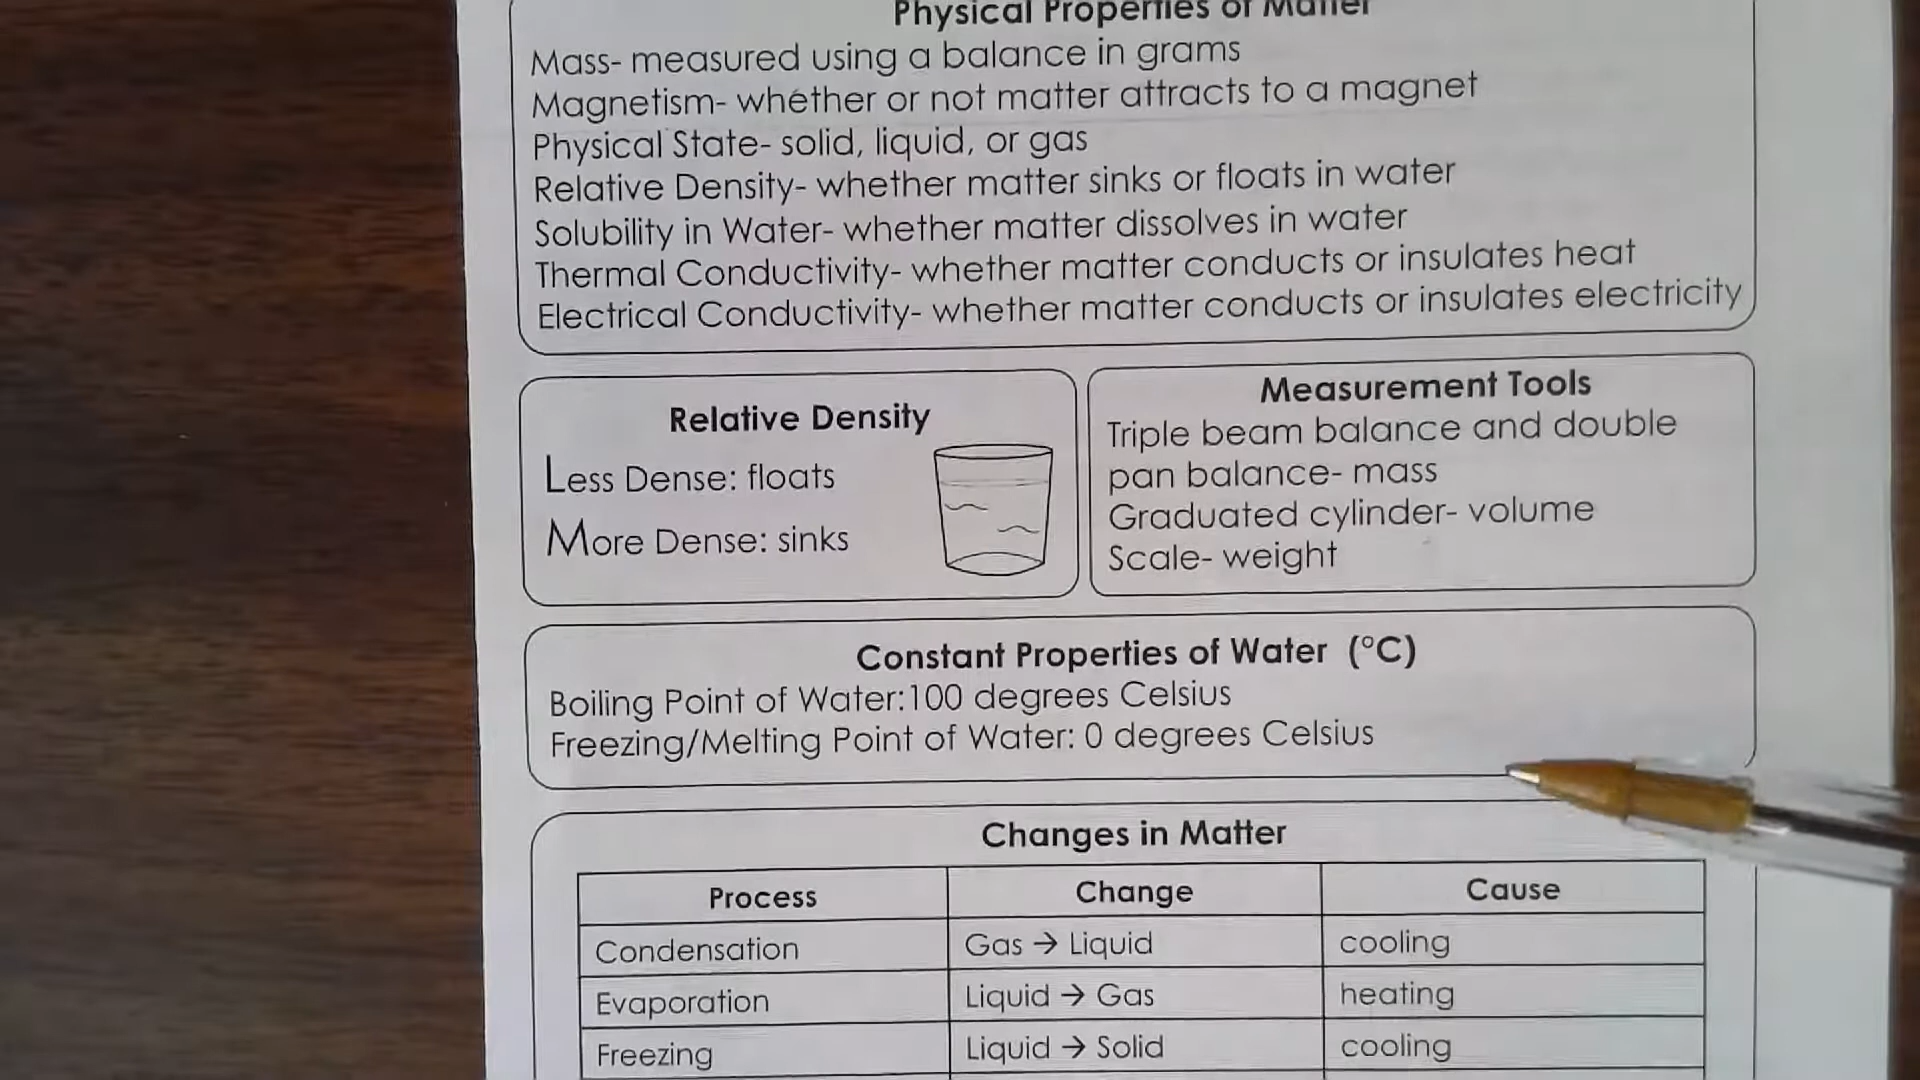 Physical Properties of Matter
Mass- measured using a balance in grams
Magnetism- whether or not matter attracts to a magnet
Physical State- solid, liquid, or gas
Relative Density- whether matter sinks or floats in water
Solubility in Water- whether matter dissolves in water
Thermal Conductivity- whether matter conducts or insulates heat
Electrical Conductivity- whether matter conducts or insulates electricity
Relative Density
Less Dense: floats
More Dense: sinks
Measurement Tools
Triple beam balance and double
pan balance- mass
Graduated cylinder- volume
Scale- weight
Constant Properties of Water (°C)
Boiling Point of Water:100 degrees Celsius
Freezing/Melting Point of Water: 0 degrees Celsius
Changes in Matter
Process Change Cause
Condensation Gas → Liquid cooling
Evaporation Liquid → Gas heating
Freezing Liquid → Solid cooling